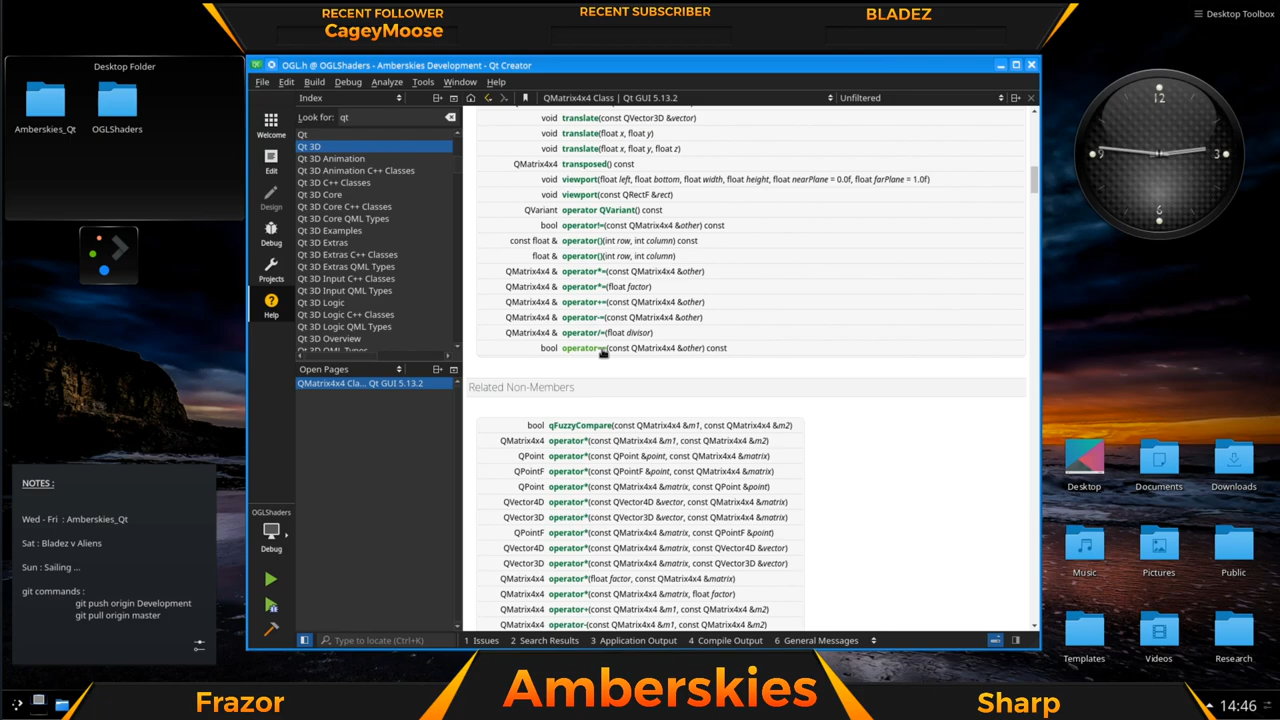 RECENT FOLLOWER
CageyMoose
RECENT SUBSCRIBER
BLADEZ
Desktop Toolbox
Desktop Folder
Amberskies_Qt
OGLShaders
OGL.h @ OGLShaders - Amberskies Development - Qt Creator
File Edit Build Debug Analyze Tools Window Help
Index
QMatrix4x4 Class | Qt GUI 5.13.2
Unfiltered
Welcome
Edit
Design
Debug
Projects
Help
Look for: qt
Qt
Qt 3D
Qt 3D Animation
Qt 3D Animation C++ Classes
Qt 3D C++ Classes
Qt 3D Core
Qt 3D Core C++ Classes
Qt 3D Core QML Types
Qt 3D Examples
Qt 3D Extras
Qt 3D Extras C++ Classes
Qt 3D Extras QML Types
Qt 3D Input C++ Classes
Qt 3D Input QML Types
Qt 3D Logic
Qt 3D Logic C++ Classes
Qt 3D Logic QML Types
Qt 3D Overview
Qt 3D QML Types
Open Pages
QMatrix4x4 Cla... Qt GUI 5.13.2
void translate(const QVector3D &vector)
void translate(float x, float y)
void translate(float x, float y, float z)
QMatrix4x4 transposed() const
void viewport(float left, float bottom, float width, float height, float nearPlane = 0.0f, float farPlane = 1.0f)
void viewport(const QRectF &rect)
QVariant operator QVariant() const
bool operator!=(const QMatrix4x4 &other) const
const float & operator()(int row, int column) const
float & operator()(int row, int column)
QMatrix4x4 & operator*=(const QMatrix4x4 &other)
QMatrix4x4 & operator*=(float factor)
QMatrix4x4 & operator+=(const QMatrix4x4 &other)
QMatrix4x4 & operator-=(const QMatrix4x4 &other)
QMatrix4x4 & operator/=(float divisor)
bool operator==(const QMatrix4x4 &other) const
Related Non-Members
bool qFuzzyCompare(const QMatrix4x4 &m1, const QMatrix4x4 &m2)
QMatrix4x4 operator*(const QMatrix4x4 &m1, const QMatrix4x4 &m2)
QPoint operator*(const QPoint &point, const QMatrix4x4 &matrix)
QPointF operator*(const QPointF &point, const QMatrix4x4 &matrix)
QPoint operator*(const QMatrix4x4 &matrix, const QPoint &point)
QVector4D operator*(const QVector4D &vector, const QMatrix4x4 &matrix)
QVector3D operator*(const QVector3D &vector, const QMatrix4x4 &matrix)
QPointF operator*(const QMatrix4x4 &matrix, const QPointF &point)
QVector4D operator*(const QMatrix4x4 &matrix, const QVector4D &vector)
QVector3D operator*(const QMatrix4x4 &matrix, const QVector3D &vector)
QMatrix4x4 operator*(float factor, const QMatrix4x4 &matrix)
QMatrix4x4 operator*(const QMatrix4x4 &matrix, float factor)
QMatrix4x4 operator+(const QMatrix4x4 &m1, const QMatrix4x4 &m2)
QMatrix4x4 operator-(const QMatrix4x4 &m1, const QMatrix4x4 &m2)
OGLShaders
Debug
Type to locate (Ctrl+K)
1 Issues 2 Search Results 3 Application Output 4 Compile Output 6 General Messages
NOTES :
Wed - Fri : Amberskies_Qt
Sat : Bladez v Aliens
Sun : Sailing ...
git commands :
git push origin Development
git pull origin master
12
3
6
9
Desktop
Documents
Downloads
Music
Pictures
Public
Templates
Videos
Research
Frazor
Amberskies
Sharp
14:46